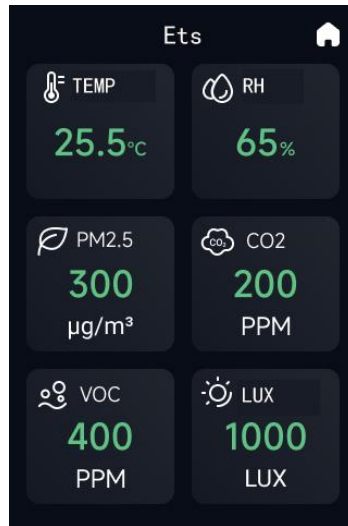 Ets
TEMP
25.5°C
RH
65%
PM2.5
300
µg/m³
CO2
CO₂
200
PPM
VOC
400
PPM
LUX
1000
LUX